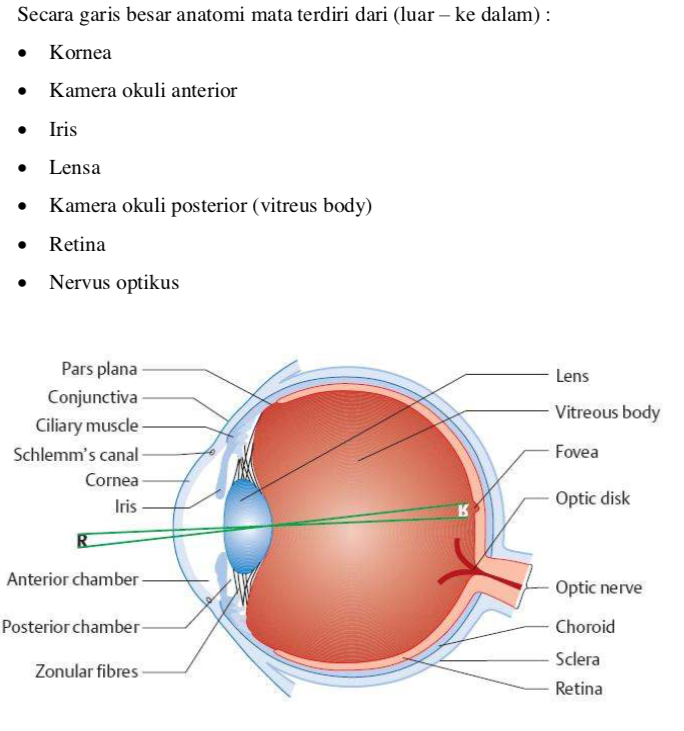 Secara garis besar anatomi mata terdiri dari (luar – ke dalam) :
• Kornea
• Kamera okuli anterior
• Iris
• Lensa
• Kamera okuli posterior (vitreus body)
• Retina
• Nervus optikus
Pars plana
Conjunctiva
Ciliary muscle
Schlemm's canal
Cornea
Iris
R
Anterior chamber
Posterior chamber
Zonular fibres
Lens
Vitreous body
Fovea
R
Optic disk
Optic nerve
Choroid
Sclera
Retina